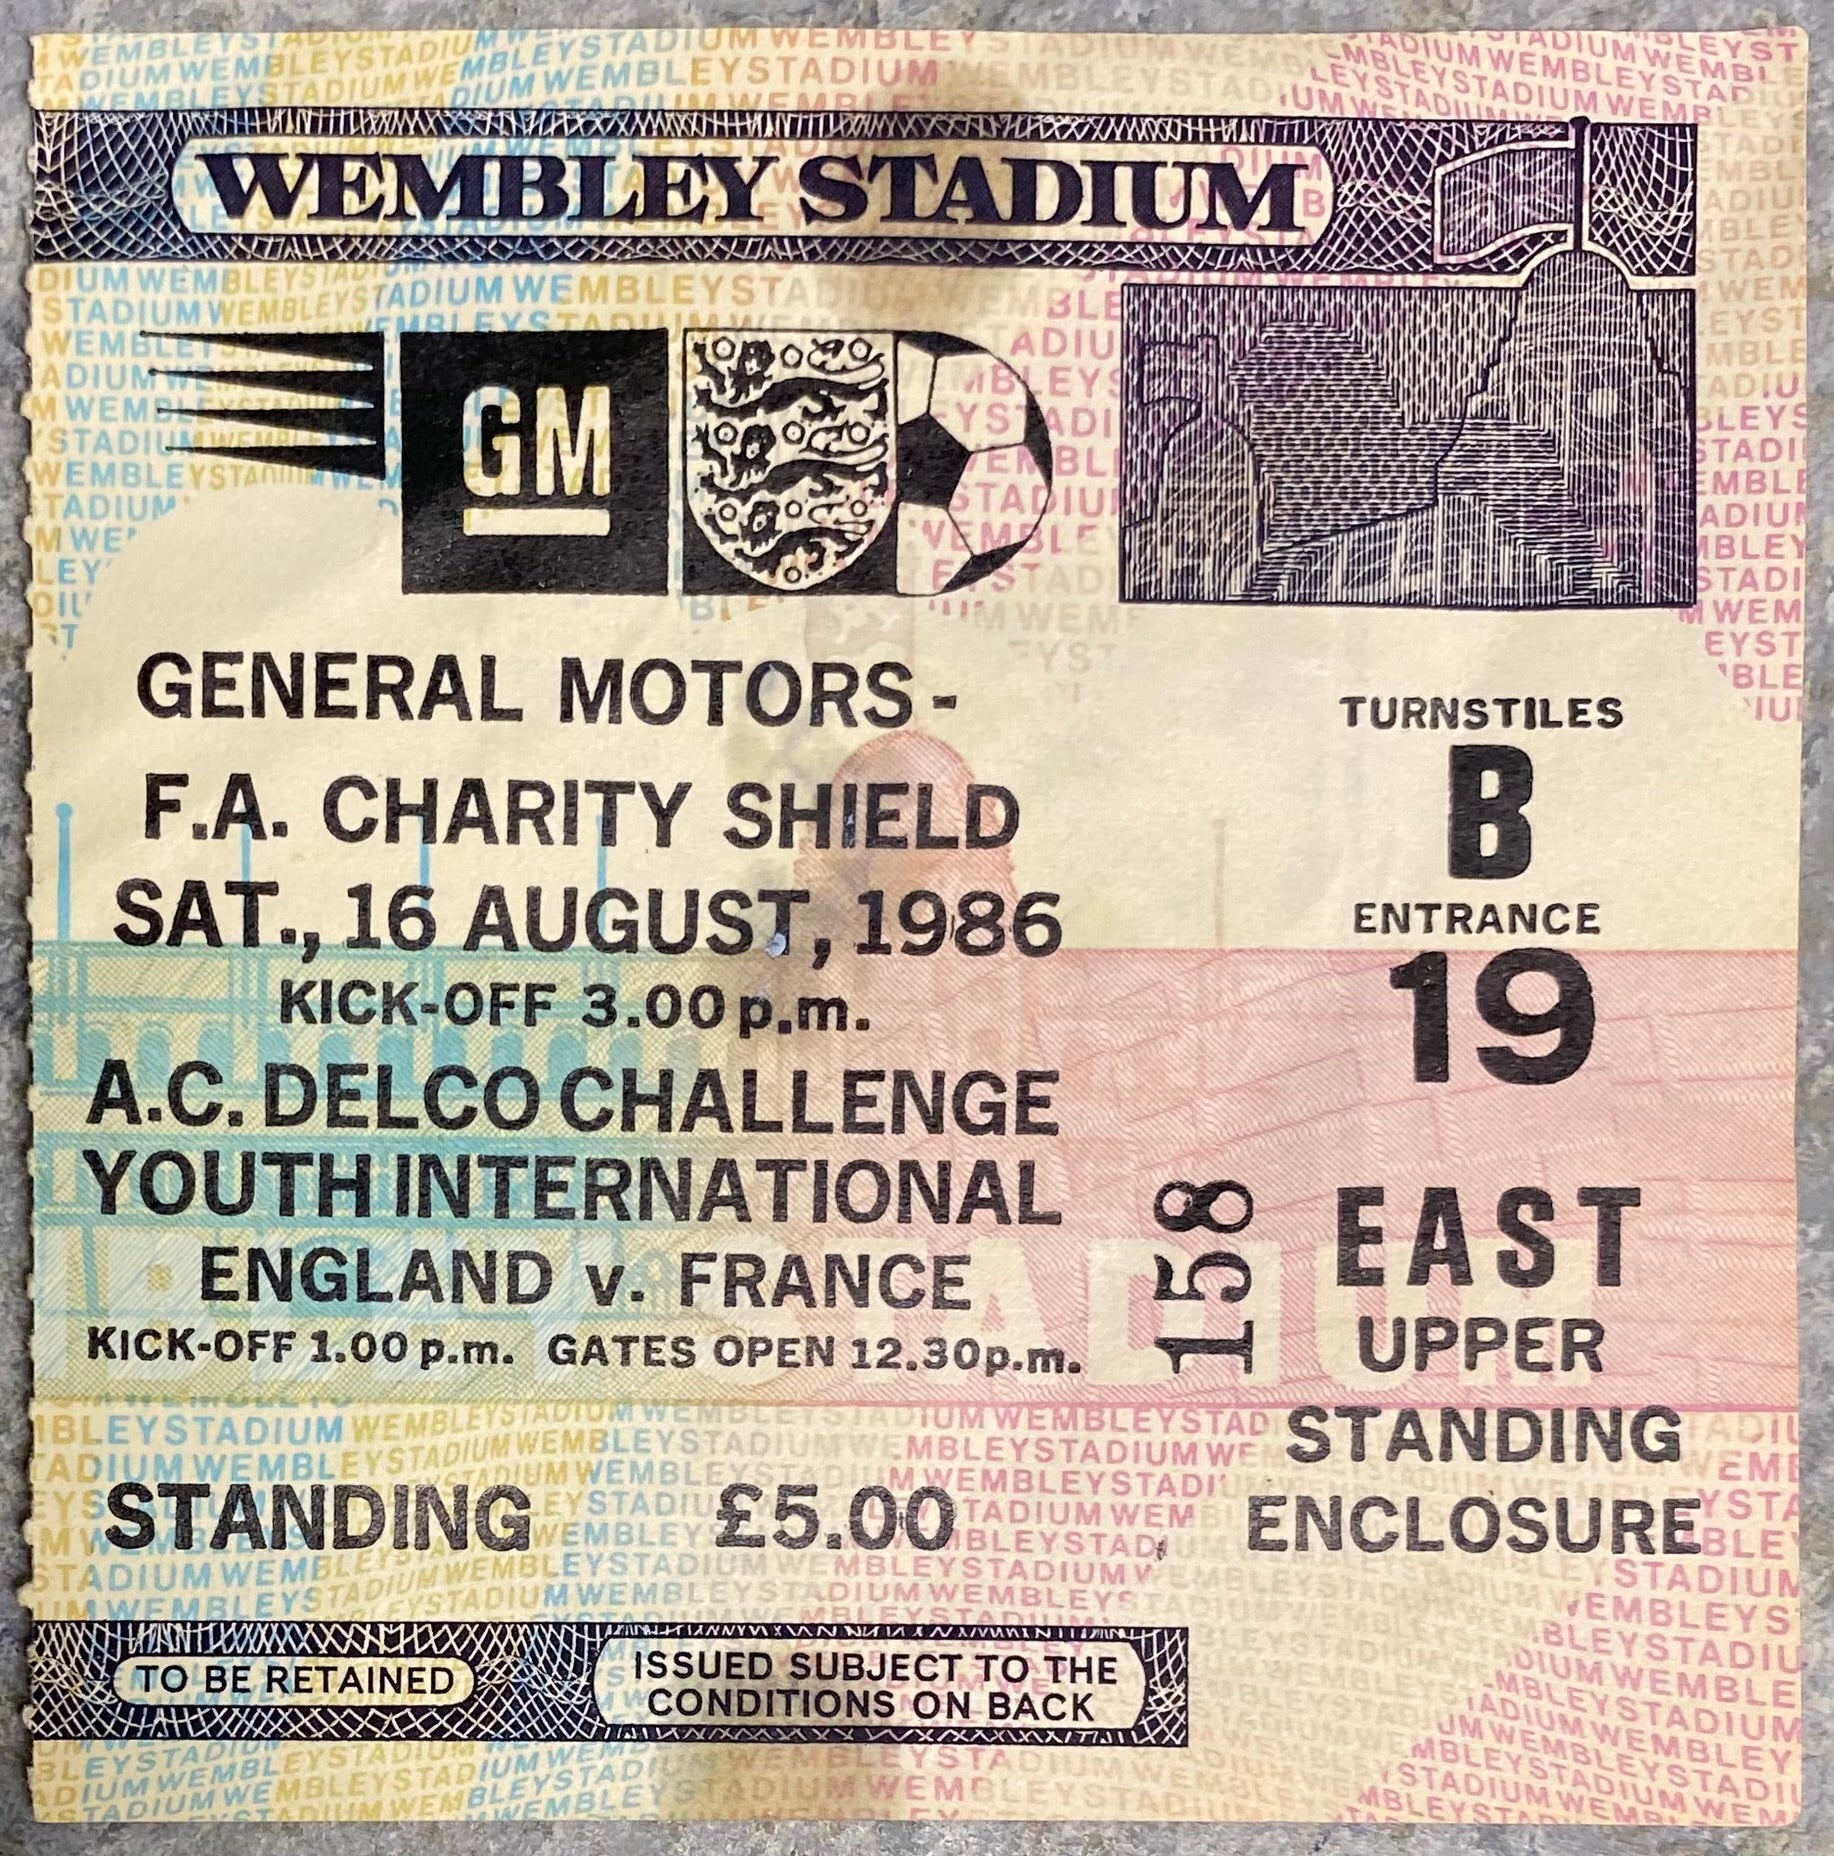 WEMBLEY STADIUM
GM
GENERAL MOTORS -
F.A. CHARITY SHIELD
SAT., 16 AUGUST, 1986
KICK-OFF 3.00 p.m.
A.C. DELCO CHALLENGE
YOUTH INTERNATIONAL
ENGLAND v. FRANCE
KICK-OFF 1.00 p.m. GATES OPEN 12.30p.m.
STANDING £5.00
TURNSTILES
B
ENTRANCE
19
158
EAST
UPPER
STANDING
ENCLOSURE
TO BE RETAINED
ISSUED SUBJECT TO THE
CONDITIONS ON BACK